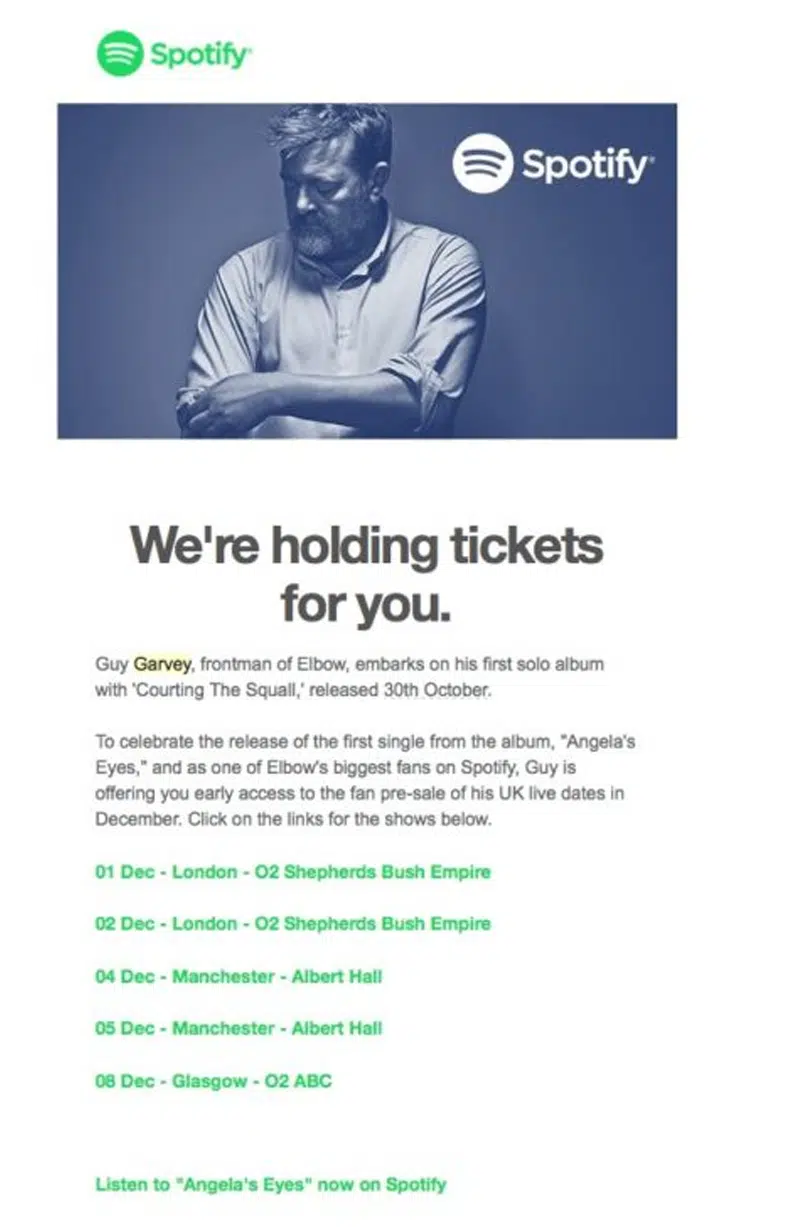 Spotify®
Spotify®
We're holding tickets
for you.
Guy Garvey, frontman of Elbow, embarks on his first solo album
with 'Courting The Squall,' released 30th October.
To celebrate the release of the first single from the album, "Angela's
Eyes," and as one of Elbow's biggest fans on Spotify, Guy is
offering you early access to the fan pre-sale of his UK live dates in
December. Click on the links for the shows below.
01 Dec - London - O2 Shepherds Bush Empire
02 Dec - London - O2 Shepherds Bush Empire
04 Dec - Manchester - Albert Hall
05 Dec - Manchester - Albert Hall
08 Dec - Glasgow - O2 ABC
Listen to "Angela's Eyes" now on Spotify